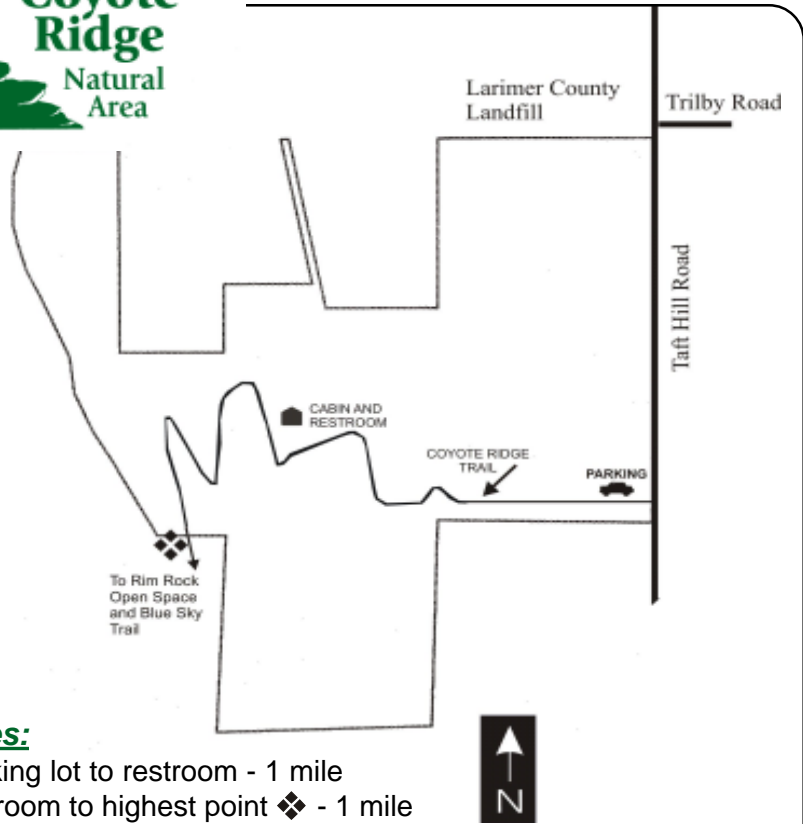 Coyote
Ridge
Natural
Area
Larimer County
Landfill
Trilby Road
Taft Hill Road
CABIN AND
RESTROOM
COYOTE RIDGE
TRAIL
PARKING
To Rim Rock
Open Space
and Blue Sky
Trail
es:
king lot to restroom - 1 mile
room to highest point ❖ - 1 mile
N